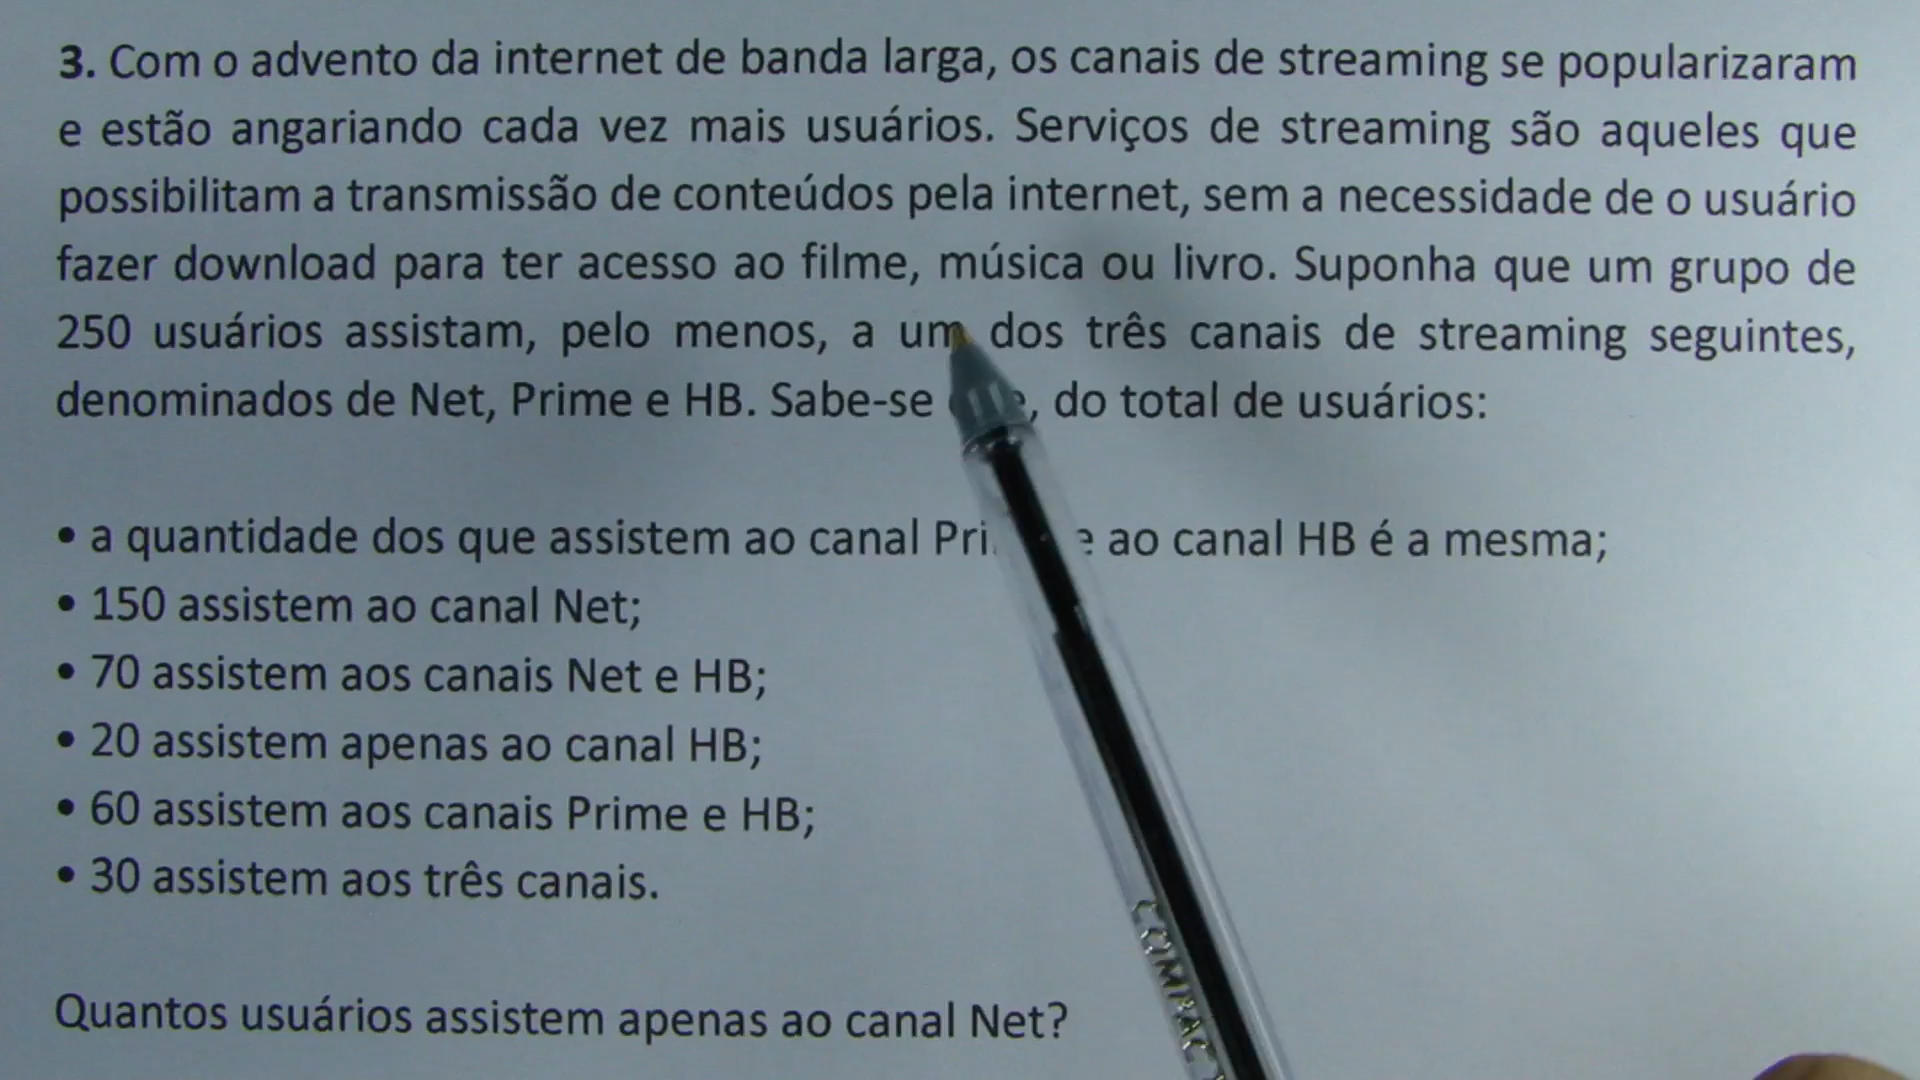 3. Com o advento da internet de banda larga, os canais de streaming se popularizaram
e estão angariando cada vez mais usuários. Serviços de streaming são aqueles que
possibilitam a transmissão de conteúdos pela internet, sem a necessidade de o usuário
fazer download para ter acesso ao filme, música ou livro. Suponha que um grupo de
250 usuários assistam, pelo menos, a um dos três canais de streaming seguintes,
denominados de Net, Prime e HB. Sabe-se , do total de usuários:
• a quantidade dos que assistem ao canal Pri e ao canal HB é a mesma;
• 150 assistem ao canal Net;
• 70 assistem aos canais Net e HB;
• 20 assistem apenas ao canal HB;
• 60 assistem aos canais Prime e HB;
• 30 assistem aos três canais.
Quantos usuários assistem apenas ao canal Net?
COMPAC